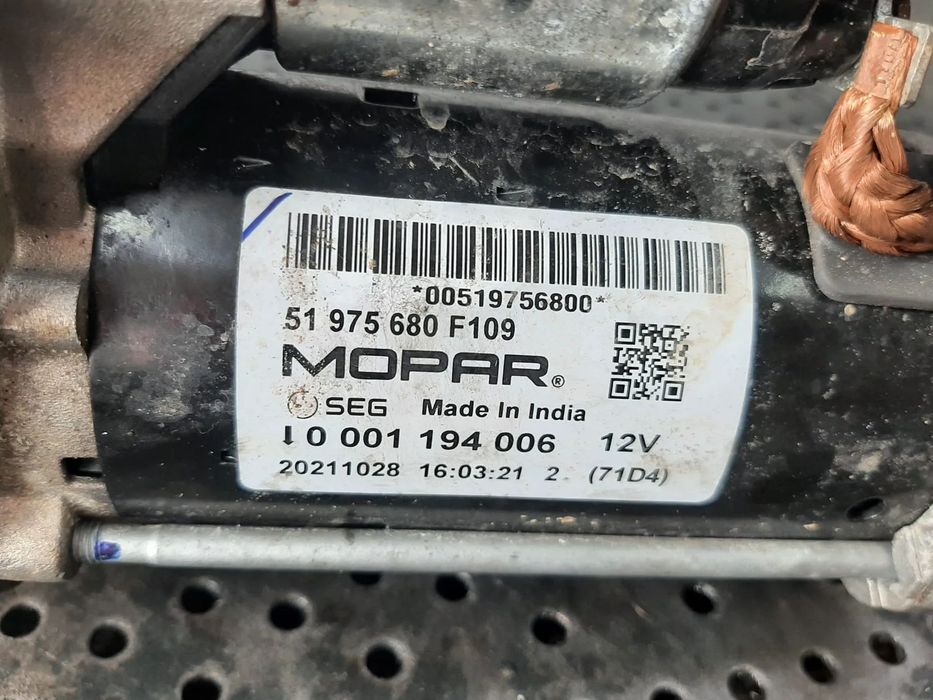 *00519756800*
51 975 680 F109
MOPAR®
SEG Made In India
0 001 194 006 12V
20211028 16:03:21 2 (71D4)